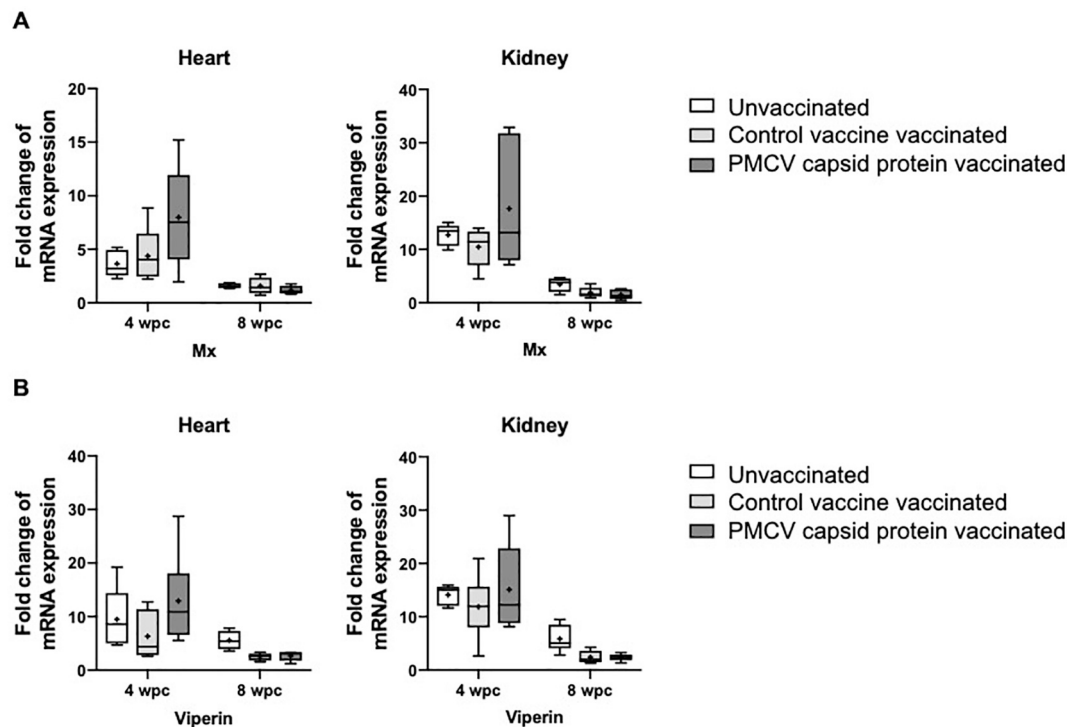 A
Heart
Kidney
Fold change of
mRNA expression
20
15
10
5
0
4 wpc
8 wpc
Mx
Fold change of
mRNA expression
40
30
20
10
0
4 wpc
8 wpc
Mx
Unvaccinated
Control vaccine vaccinated
PMCV capsid protein vaccinated
B
Heart
Kidney
Fold change of
mRNA expression
40
30
20
10
0
4 wpc
8 wpc
Viperin
Fold change of
mRNA expression
40
30
20
10
0
4 wpc
8 wpc
Viperin
Unvaccinated
Control vaccine vaccinated
PMCV capsid protein vaccinated